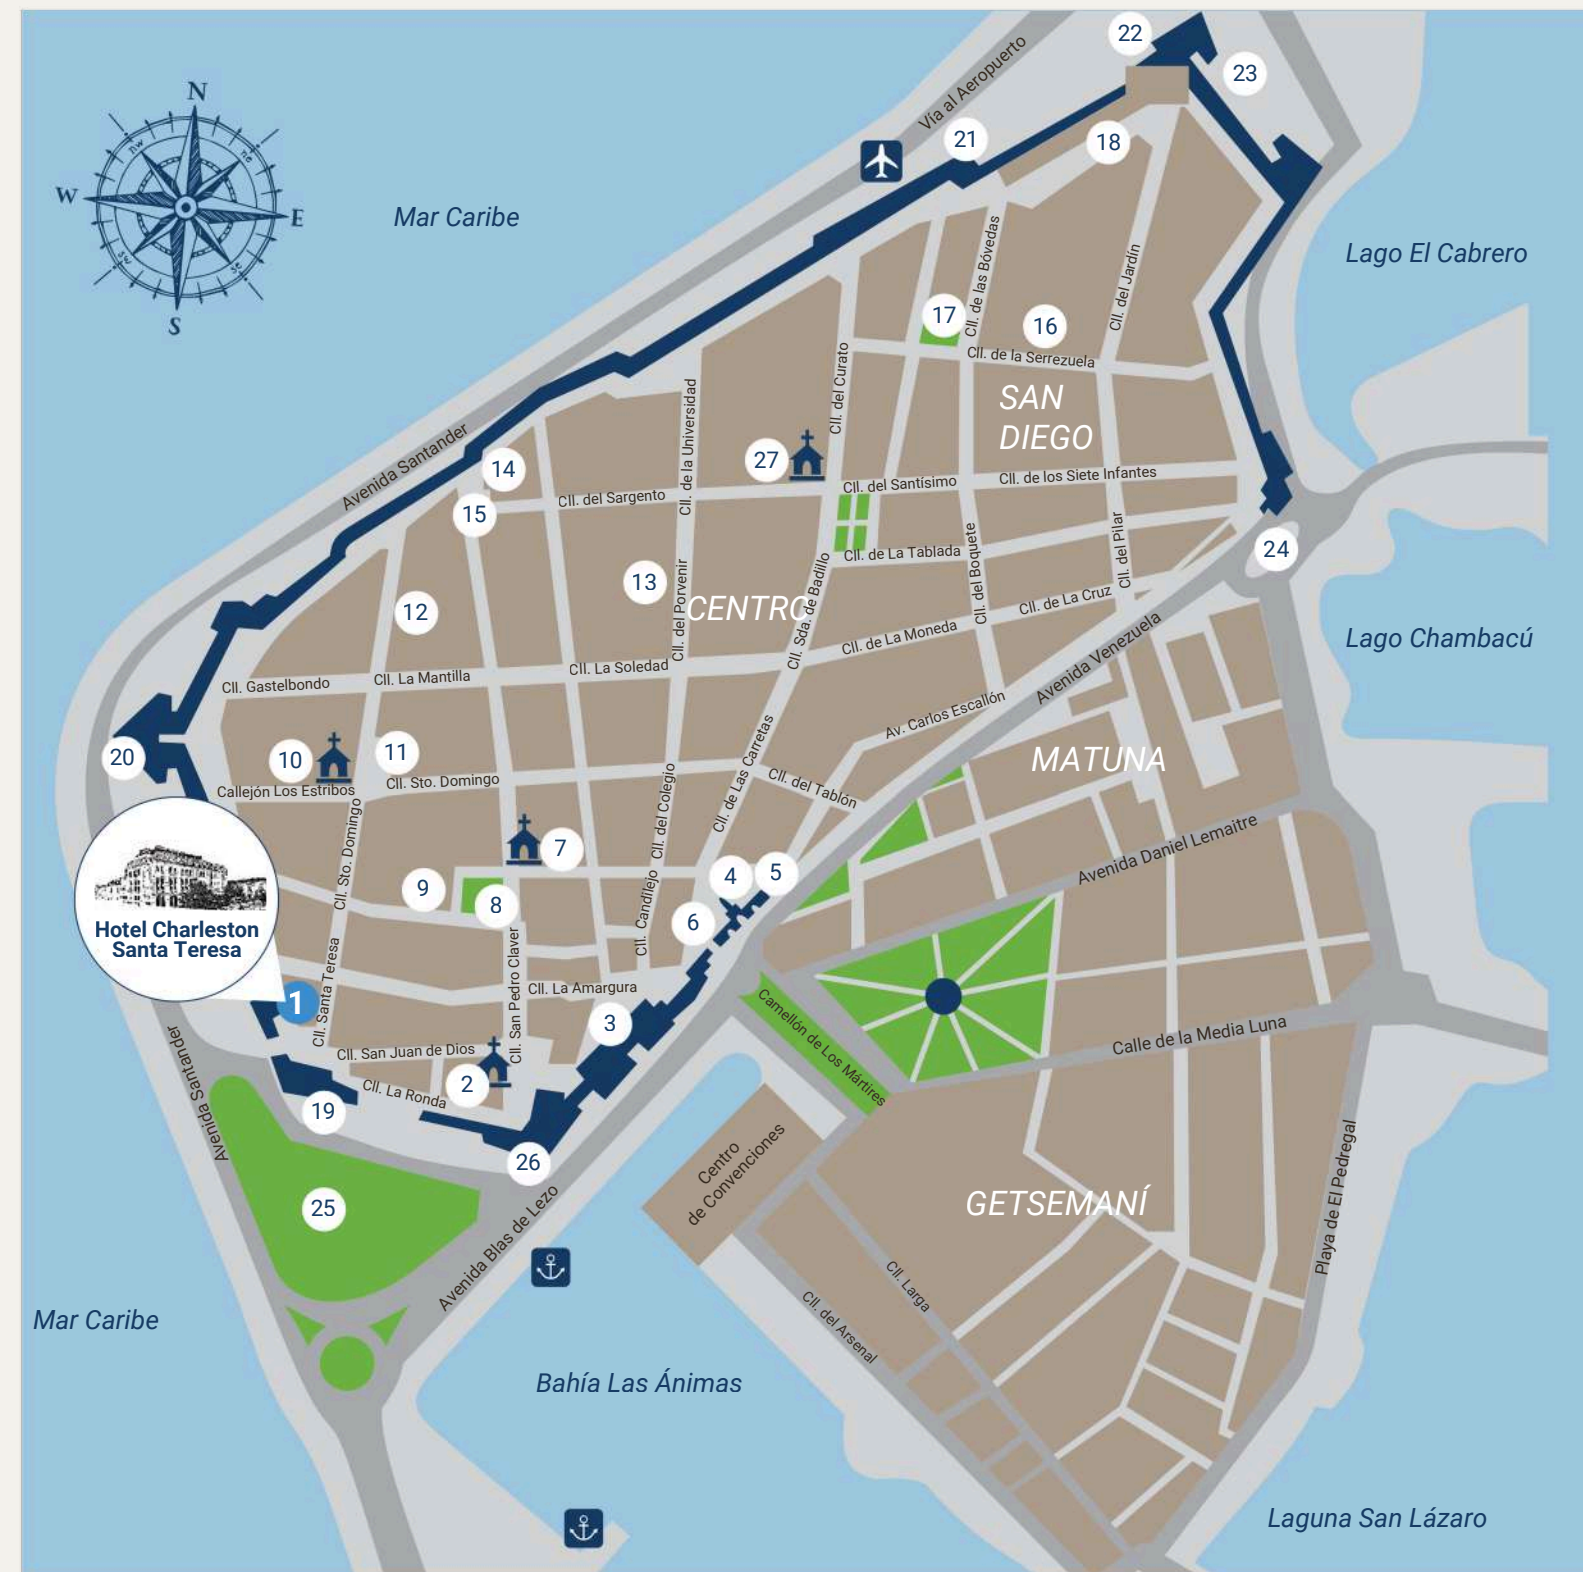 N
nw
ne
W
E
sw
se
S
Mar Caribe
Vía al Aeropuerto
22
23
21
18
Lago El Cabrero
17
16
Cll. de las Bóvedas
Cll. del Jardín
Cll. de la Serrezuela
SAN
DIEGO
Cll. del Curato
Cll. de la Universidad
Avenida Santander
14
27
15
Cll. del Sargento
Cll. del Santísimo
Cll. de los Siete Infantes
24
Cll. de La Tablada
Cll. del Boquete
Cll. del Pilar
13
12
CENTRO
Cll. del Porvenir
Cll. Sda. de Badillo
Cll. de La Cruz
Cll. de La Moneda
Lago Chambacú
Cll. La Soledad
Cll. La Mantilla
Cll. Gastelbondo
Avenida Venezuela
Av. Carlos Escallón
20
10
11
MATUNA
Callejón Los Estribos
Cll. Sto. Domingo
Cll. del Tablón
Cll. de Las Carretas
Cll. del Colegio
Cll. Sto. Domingo
7
Avenida Daniel Lemaitre
4
5
9
8
6
Hotel Charleston
Santa Teresa
Cll. Candilejo
Cll. San Pedro Claver
Cll. Santa Teresa
1
Cll. La Amargura
3
Camellón de Los Mártires
Calle de la Media Luna
Avenida Santander
Cll. San Juan de Dios
2
Cll. La Ronda
19
26
Centro
de Convenciones
Playa de El Pedregal
25
GETSEMANÍ
Avenida Blas de Lezo
Cll. Larga
Cll. del Arsenal
Mar Caribe
Bahía Las Ánimas
Laguna San Lázaro